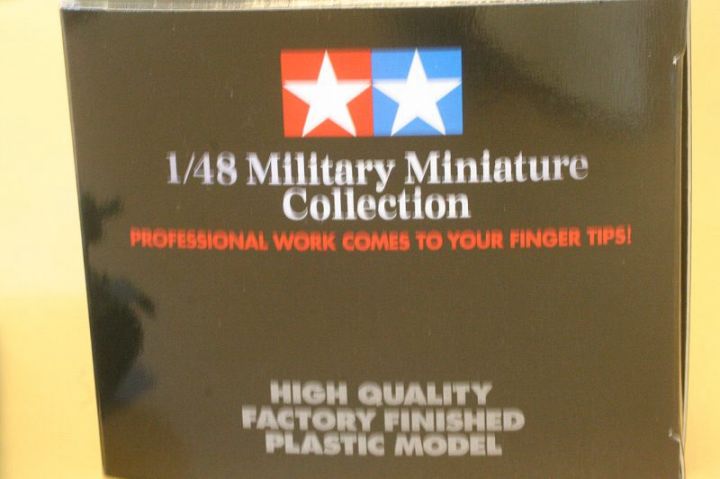 1/48 Military Miniature
Collection
PROFESSIONAL WORK COMES TO YOUR FINGER TIPS!
HIGH QUALITY
FACTORY FINISHED
PLASTIC MODEL